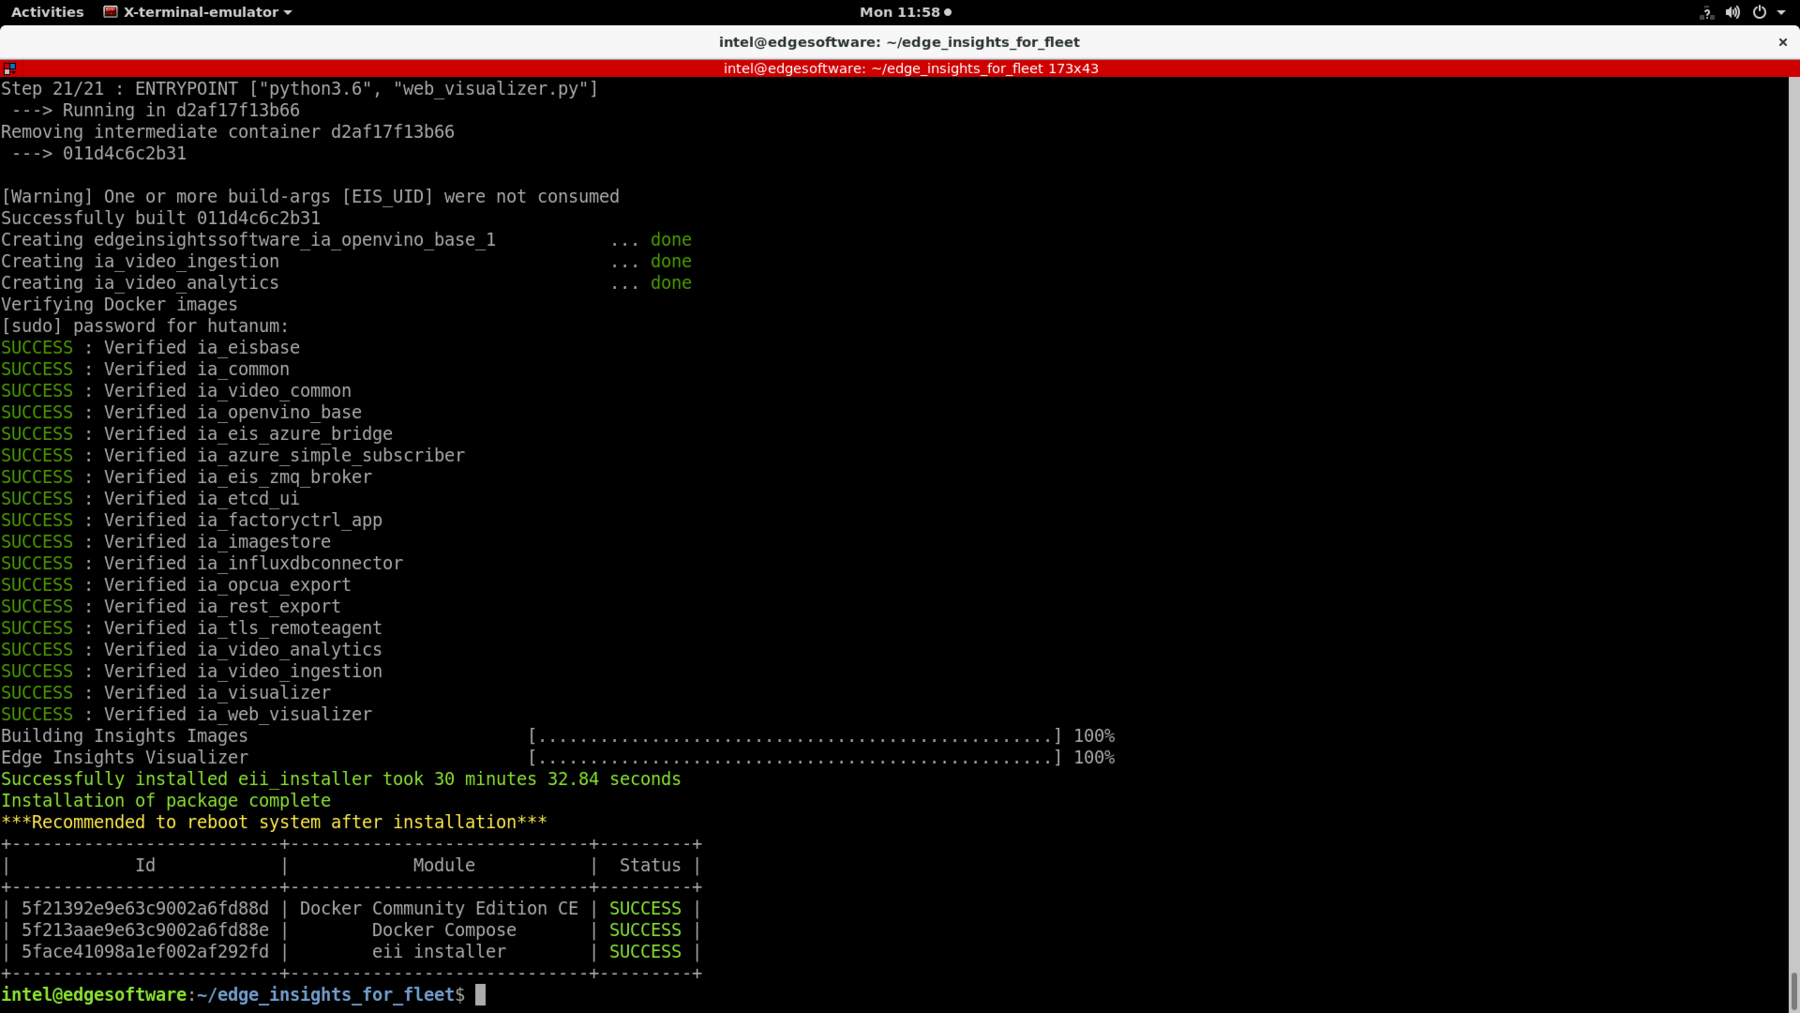 Activities X-terminal-emulator Mon 11:58
intel@edgesoftware: ~/edge_insights_for_fleet ×
intel@edgesoftware: ~/edge_insights_for_fleet 173x43
Step 21/21 : ENTRYPOINT ["python3.6", "web_visualizer.py"]
 ---> Running in d2af17f13b66
Removing intermediate container d2af17f13b66
 ---> 011d4c6c2b31
[Warning] One or more build-args [EIS_UID] were not consumed
Successfully built 011d4c6c2b31
Creating edgeinsightssoftware_ia_openvino_base_1 ... done
Creating ia_video_ingestion ... done
Creating ia_video_analytics ... done
Verifying Docker images
[sudo] password for hutanum:
SUCCESS : Verified ia_eisbase
SUCCESS : Verified ia_common
SUCCESS : Verified ia_video_common
SUCCESS : Verified ia_openvino_base
SUCCESS : Verified ia_eis_azure_bridge
SUCCESS : Verified ia_azure_simple_subscriber
SUCCESS : Verified ia_eis_zmq_broker
SUCCESS : Verified ia_etcd_ui
SUCCESS : Verified ia_factoryctrl_app
SUCCESS : Verified ia_imagestore
SUCCESS : Verified ia_influxdbconnector
SUCCESS : Verified ia_opcua_export
SUCCESS : Verified ia_rest_export
SUCCESS : Verified ia_tls_remoteagent
SUCCESS : Verified ia_video_analytics
SUCCESS : Verified ia_video_ingestion
SUCCESS : Verified ia_visualizer
SUCCESS : Verified ia_web_visualizer
Building Insights Images [..................................................] 100%
Edge Insights Visualizer [..................................................] 100%
Successfully installed eii_installer took 30 minutes 32.84 seconds
Installation of package complete
***Recommended to reboot system after installation***
+--------------------------+-----------------------------+---------+
| Id | Module | Status |
+--------------------------+-----------------------------+---------+
| 5f21392e9e63c9002a6fd88d | Docker Community Edition CE | SUCCESS |
| 5f213aae9e63c9002a6fd88e | Docker Compose | SUCCESS |
| 5face41098a1ef002af292fd | eii installer | SUCCESS |
+--------------------------+-----------------------------+---------+
intel@edgesoftware:~/edge_insights_for_fleet$